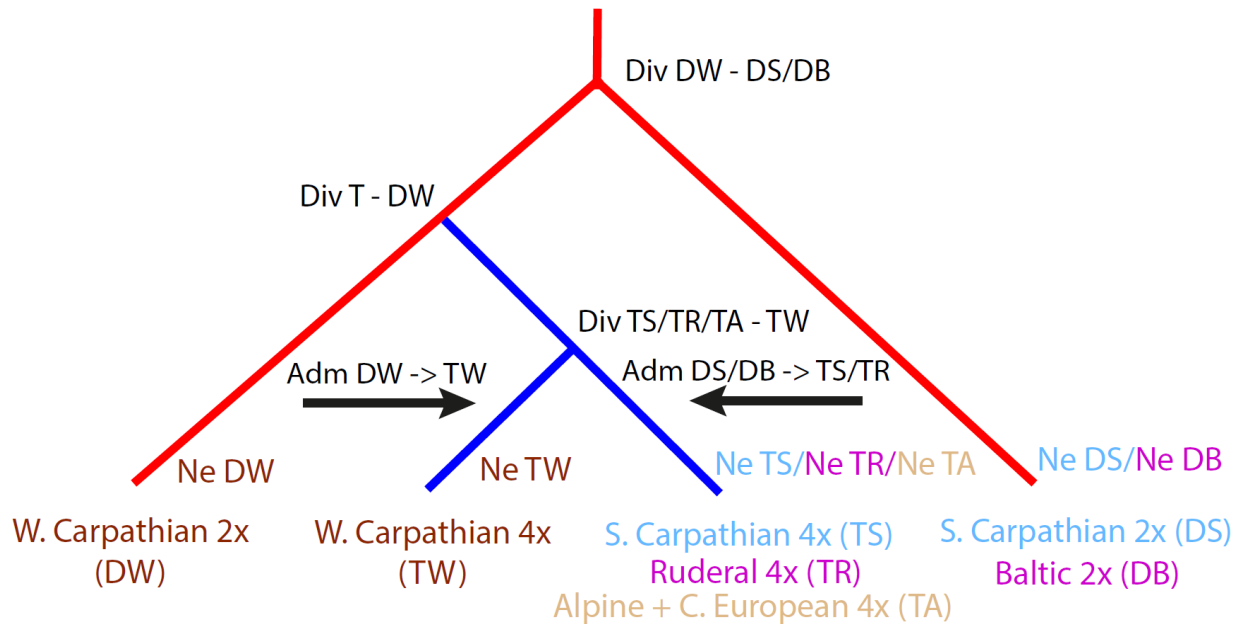 Div DW - DS/DB
Div T - DW
Div TS/TR/TA - TW
Adm DW -> TW
Adm DS/DB -> TS/TR
Ne DW
Ne TW
Ne TS/Ne TR/Ne TA
Ne DS/Ne DB
W. Carpathian 2x
(DW)
W. Carpathian 4x
(TW)
S. Carpathian 4x (TS)
Ruderal 4x (TR)
Alpine + C. European 4x (TA)
S. Carpathian 2x (DS)
Baltic 2x (DB)